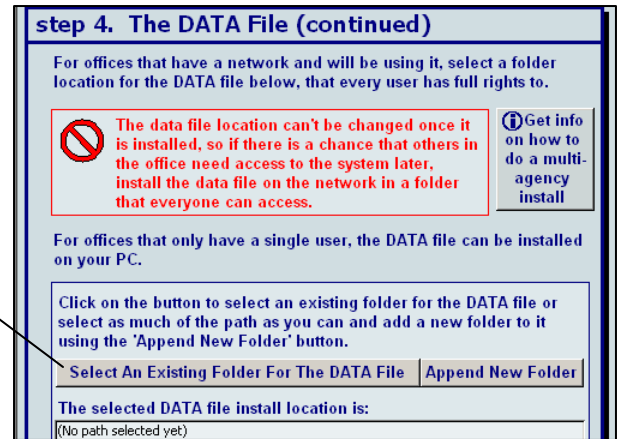 step 4. The DATA File (continued)
For offices that have a network and will be using it, select a folder
location for the DATA file below, that every user has full rights to.
The data file location can't be changed once it
is installed, so if there is a chance that others in
the office need access to the system later,
install the data file on the network in a folder
that everyone can access.
Get info
on how to
do a multi-
agency
install
For offices that only have a single user, the DATA file can be installed
on your PC.
Click on the button to select an existing folder for the DATA file or
select as much of the path as you can and add a new folder to it
using the 'Append New Folder' button.
Select An Existing Folder For The DATA File
Append New Folder
The selected DATA file install location is:
(No path selected yet)